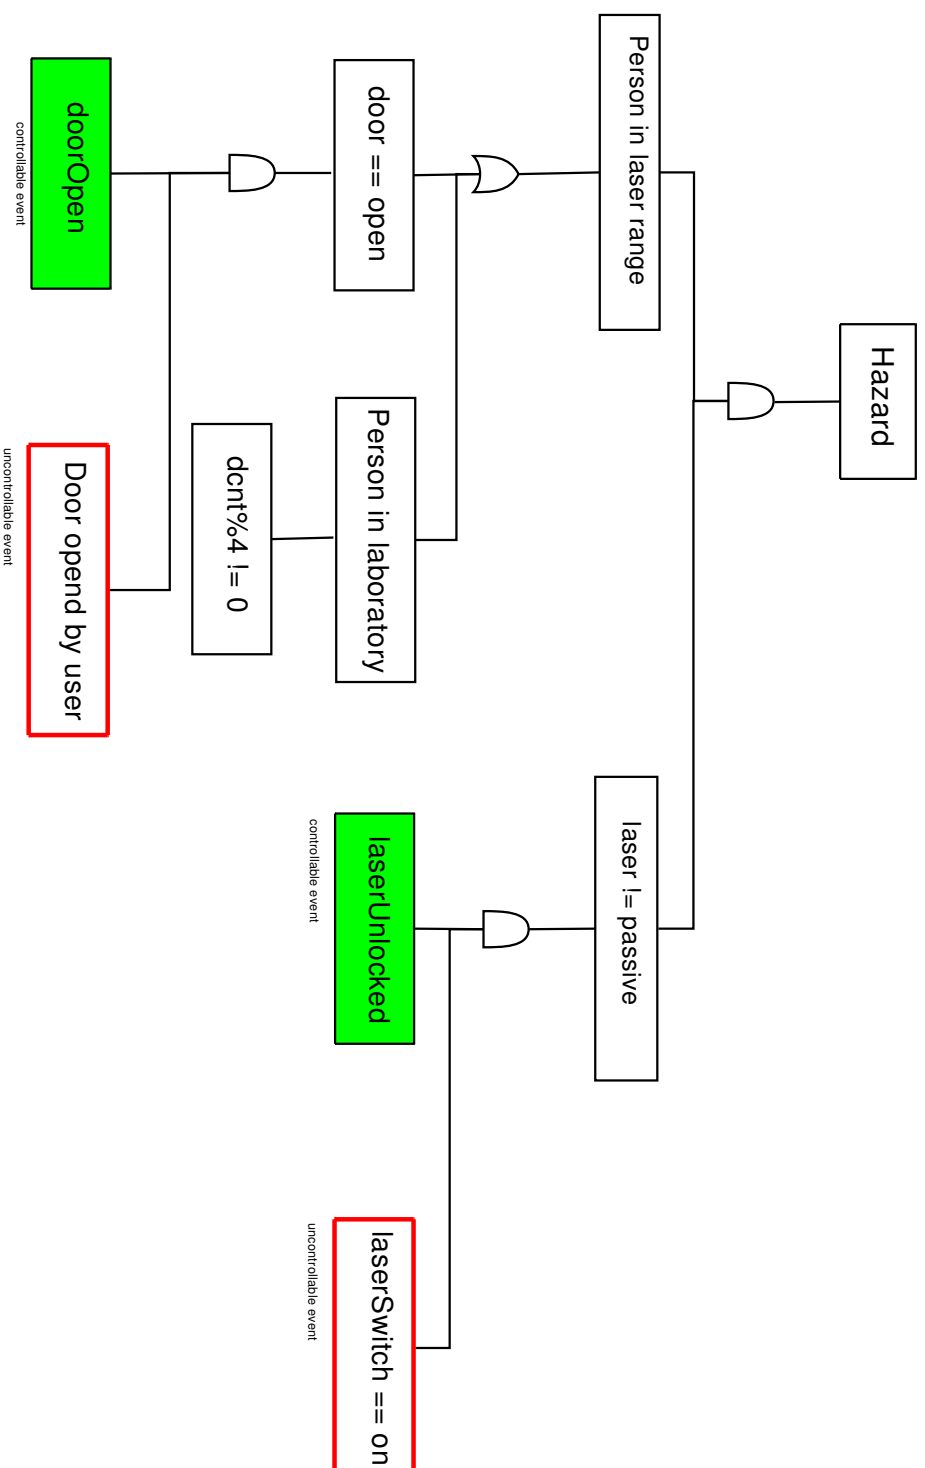 Hazard
Person in laser range
laser != passive
door == open
Person in laboratory
laserUnlocked
controllable event
laserSwitch == on
uncontrollable event
dcnt%4 != 0
doorOpen
controllable event
Door opend by user
uncontrollable event